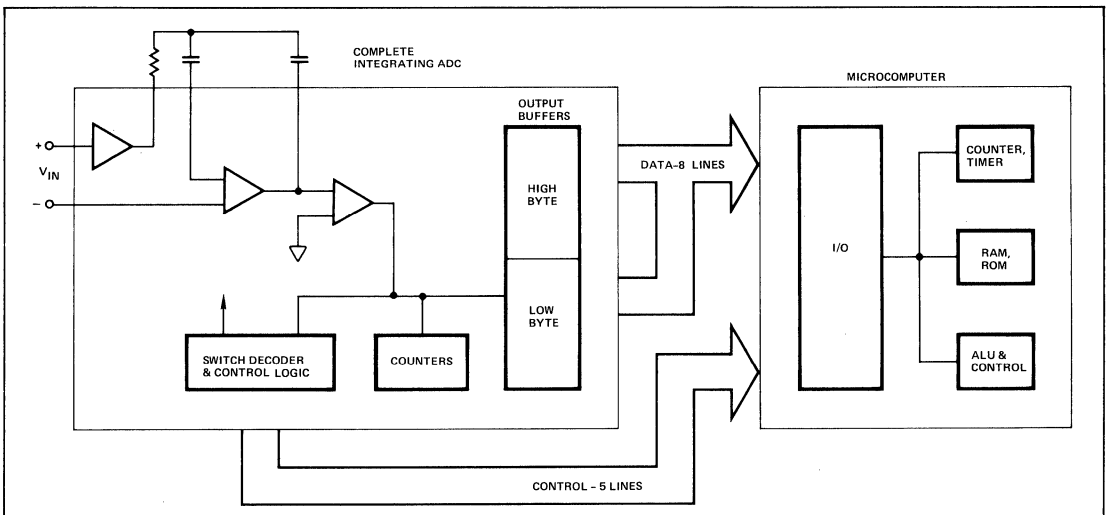 COMPLETE
INTEGRATING ADC
MICROCOMPUTER
OUTPUT
BUFFERS
+
VIN
–
HIGH
BYTE
LOW
BYTE
SWITCH DECODER
& CONTROL LOGIC
COUNTERS
DATA–8 LINES
I/O
COUNTER,
TIMER
RAM,
ROM
ALU &
CONTROL
CONTROL – 5 LINES